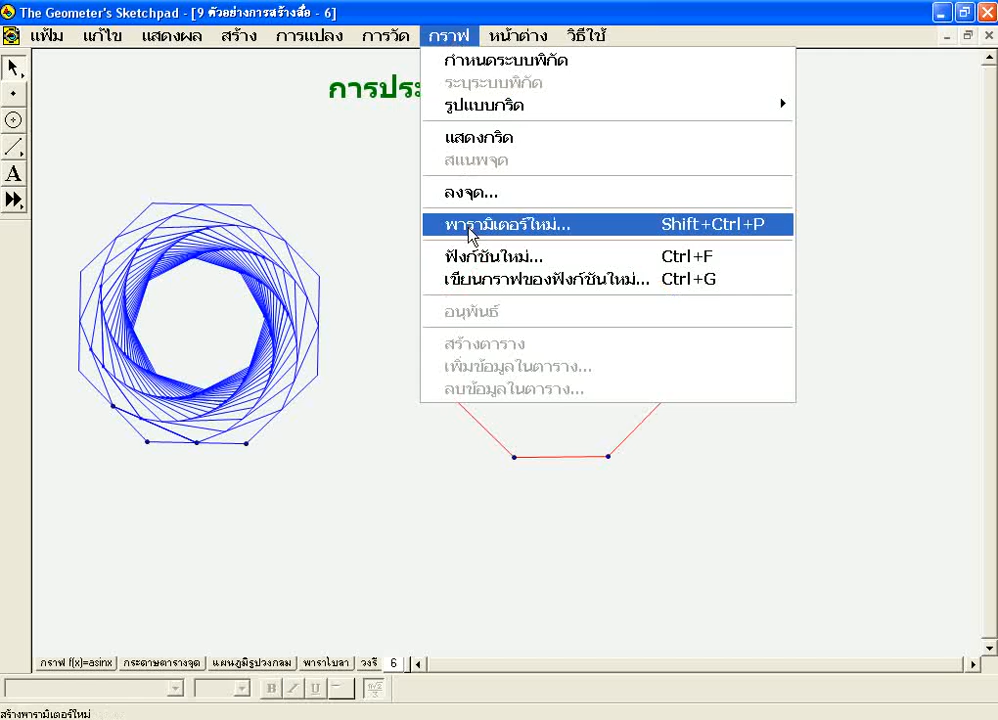 The Geometer's Sketchpad - [9 ตัวอย่างการสร้างสื่อ - 6]
แฟ้ม แก้ไข แสดงผล สร้าง การแปลง การวัด กราฟ หน้าต่าง วิธีใช้
กำหนดระบบพิกัด
ระบุระบบพิกัด
รูปแบบกริด
การประ
แสดงกริด
สแนพจุด
ลงจุด...
พารามิเตอร์ใหม่... Shift+Ctrl+P
ฟังก์ชันใหม่... Ctrl+F
เขียนกราฟของฟังก์ชันใหม่... Ctrl+G
อนุพันธ์
สร้างตาราง
เพิ่มข้อมูลในตาราง...
ลบข้อมูลในตาราง...
A
กราฟ f(x)=asinx กระดาษตารางจุด แผนภูมิรูปวงกลม พาราโบลา วงรี 6
B I U
สร้างพารามิเตอร์ใหม่